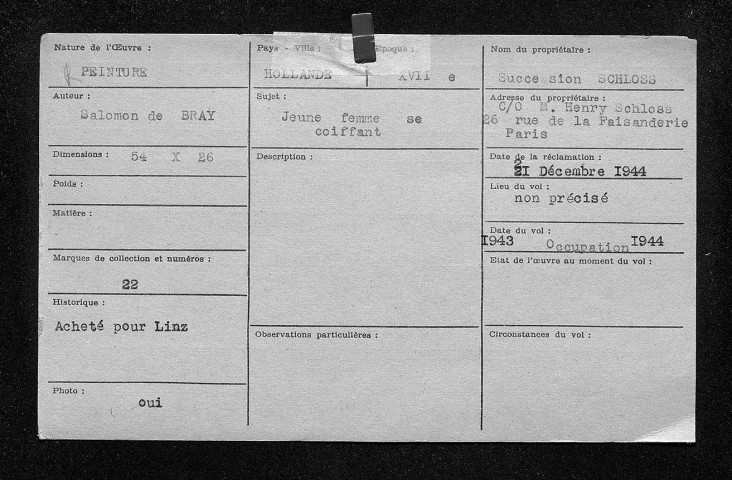 Nature de l'Œuvre :
PEINTURE
Auteur :
Salomon de BRAY
Dimensions : 54 X 26
Poids :
Matière :
Marques de collection et numéros :
22
Historique :
Acheté pour Linz
Photo :
oui
Pays - Ville : Epoque :
HOLLANDE XVII e
Sujet :
Jeune femme se
coiffant
Description :
Observations particulières :
Nom du propriétaire :
Succession SCHLOSS
Adresse du propriétaire :
C/O M. Henry Schloss
26 rue de la Faisanderie
Paris
Date de la réclamation :
21 Décembre 1944
Lieu du vol :
non précisé
Date du vol :
1943 Occupation 1944
Etat de l'œuvre au moment du vol :
Circonstances du vol :